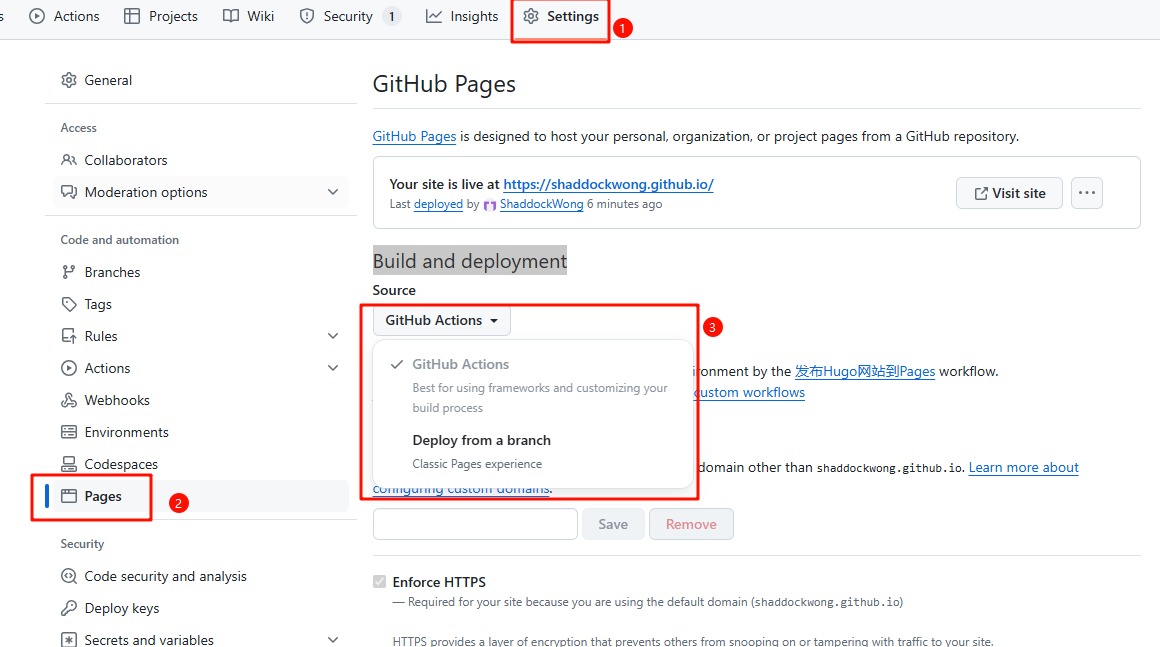 s Actions Projects Wiki Security 1 Insights Settings 1
General
Access
Collaborators
Moderation options
Code and automation
Branches
Tags
Rules
Actions
Webhooks
Environments
Codespaces
Pages 2
Security
Code security and analysis
Deploy keys
Secrets and variables
GitHub Pages
GitHub Pages is designed to host your personal, organization, or project pages from a GitHub repository.
Your site is live at https://shaddockwong.github.io/
Last deployed by ShaddockWong 6 minutes ago
Visit site
Build and deployment
Source
GitHub Actions 3
GitHub Actions
Best for using frameworks and customizing your
build process
Deploy from a branch
Classic Pages experience
ironment by the 发布Hugo网站到Pages workflow.
custom workflows
domain other than shaddockwong.github.io. Learn more about
configuring custom domains.
Save Remove
Enforce HTTPS
— Required for your site because you are using the default domain (shaddockwong.github.io)
HTTPS provides a layer of encryption that prevents others from snooping on or tampering with traffic to your site.